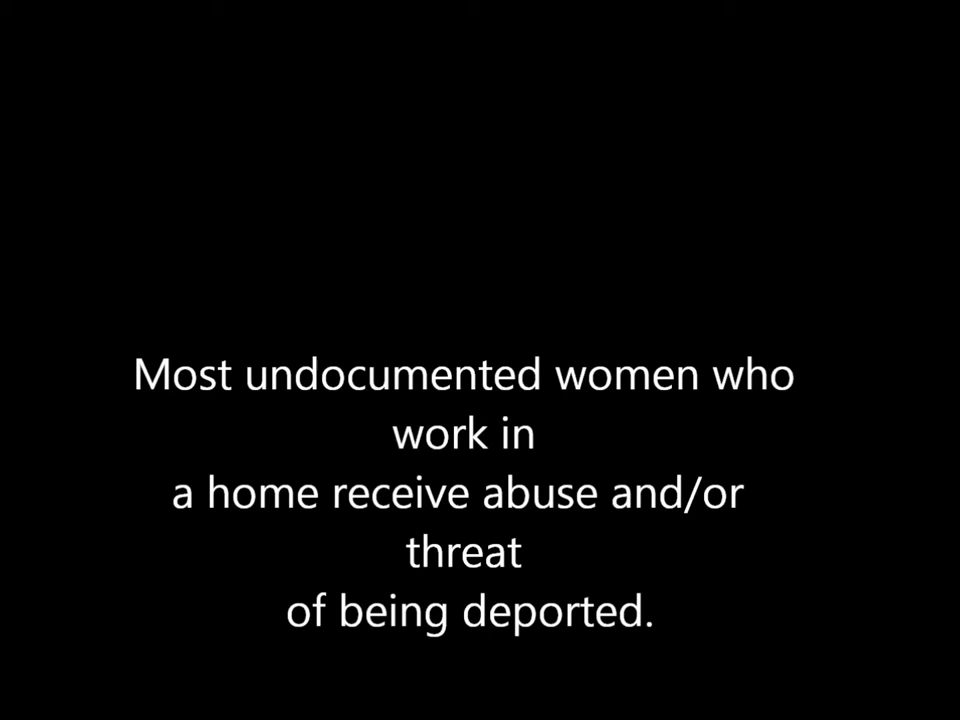 Most undocumented women who
work in
a home receive abuse and/or
threat
of being deported.